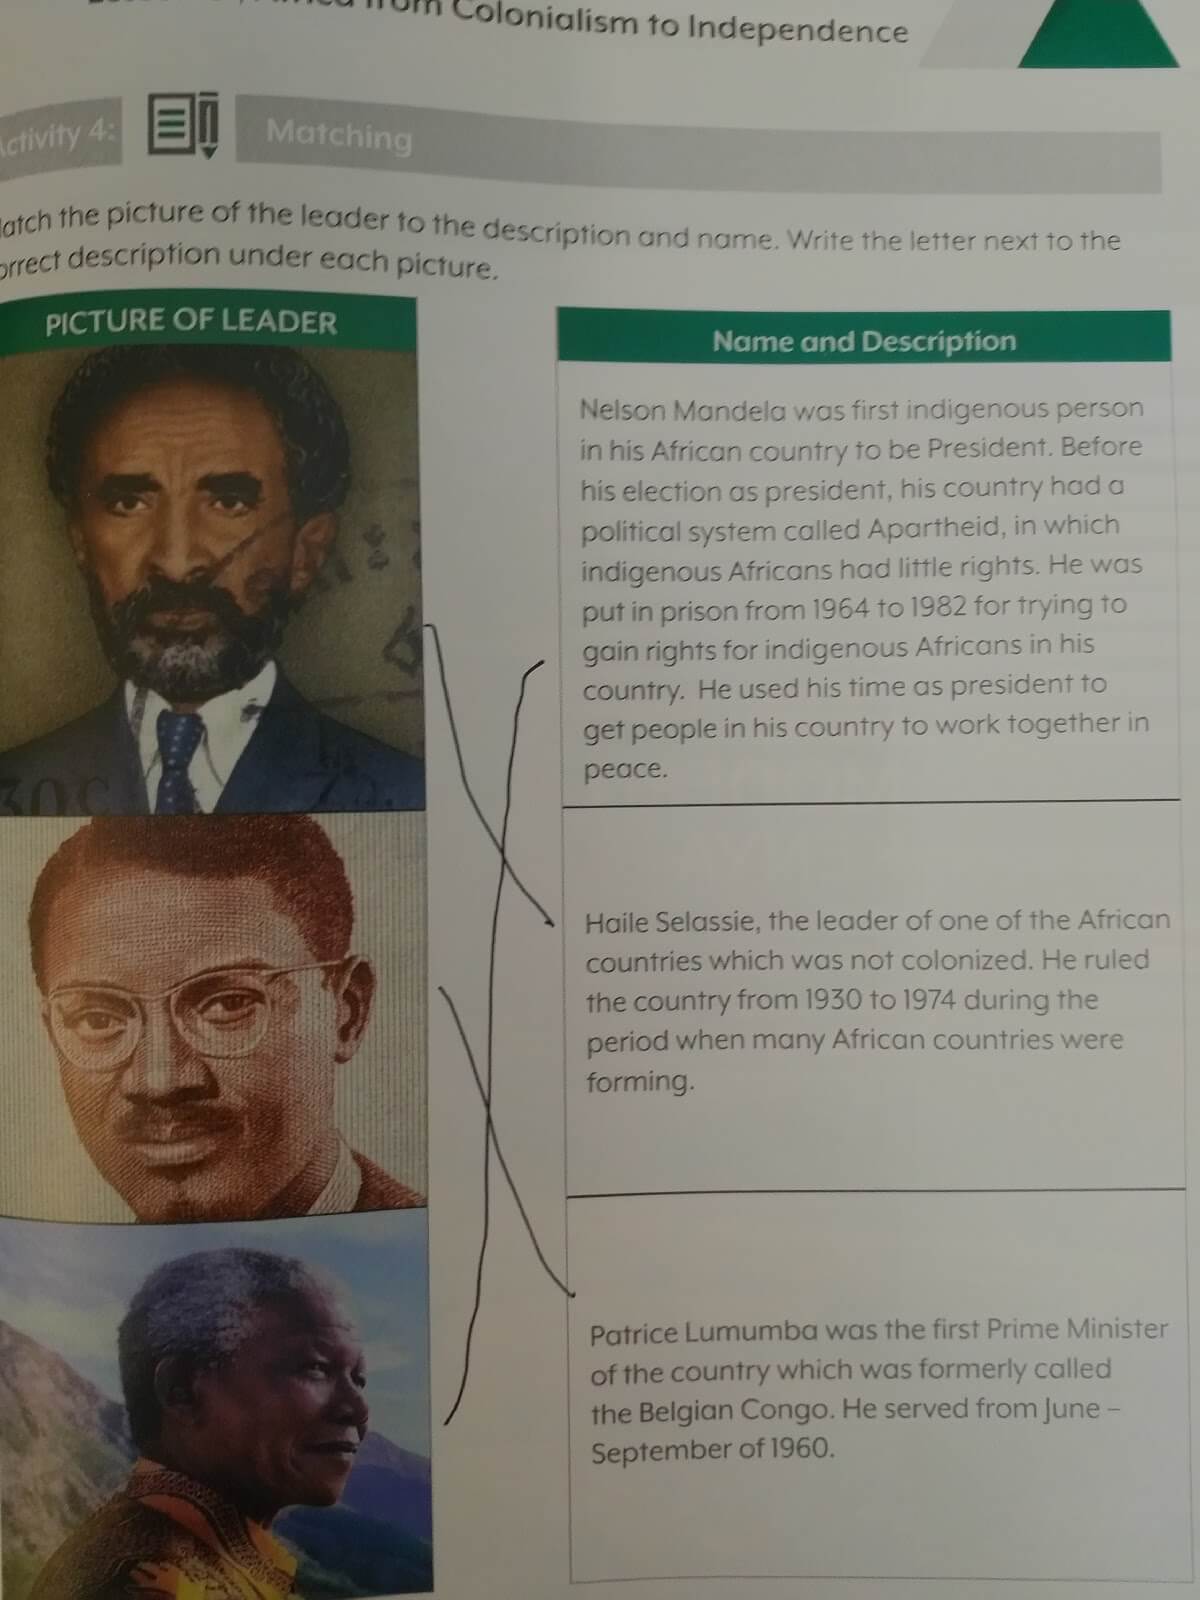 from Colonialism to Independence
Activity 4:
Matching
Match the picture of the leader to the description and name. Write the letter next to the
correct description under each picture.
PICTURE OF LEADER
Name and Description
Nelson Mandela was first indigenous person
in his African country to be President. Before
his election as president, his country had a
political system called Apartheid, in which
indigenous Africans had little rights. He was
put in prison from 1964 to 1982 for trying to
gain rights for indigenous Africans in his
country. He used his time as president to
get people in his country to work together in
peace.
Haile Selassie, the leader of one of the African
countries which was not colonized. He ruled
the country from 1930 to 1974 during the
period when many African countries were
forming.
Patrice Lumumba was the first Prime Minister
of the country which was formerly called
the Belgian Congo. He served from June –
September of 1960.
30c